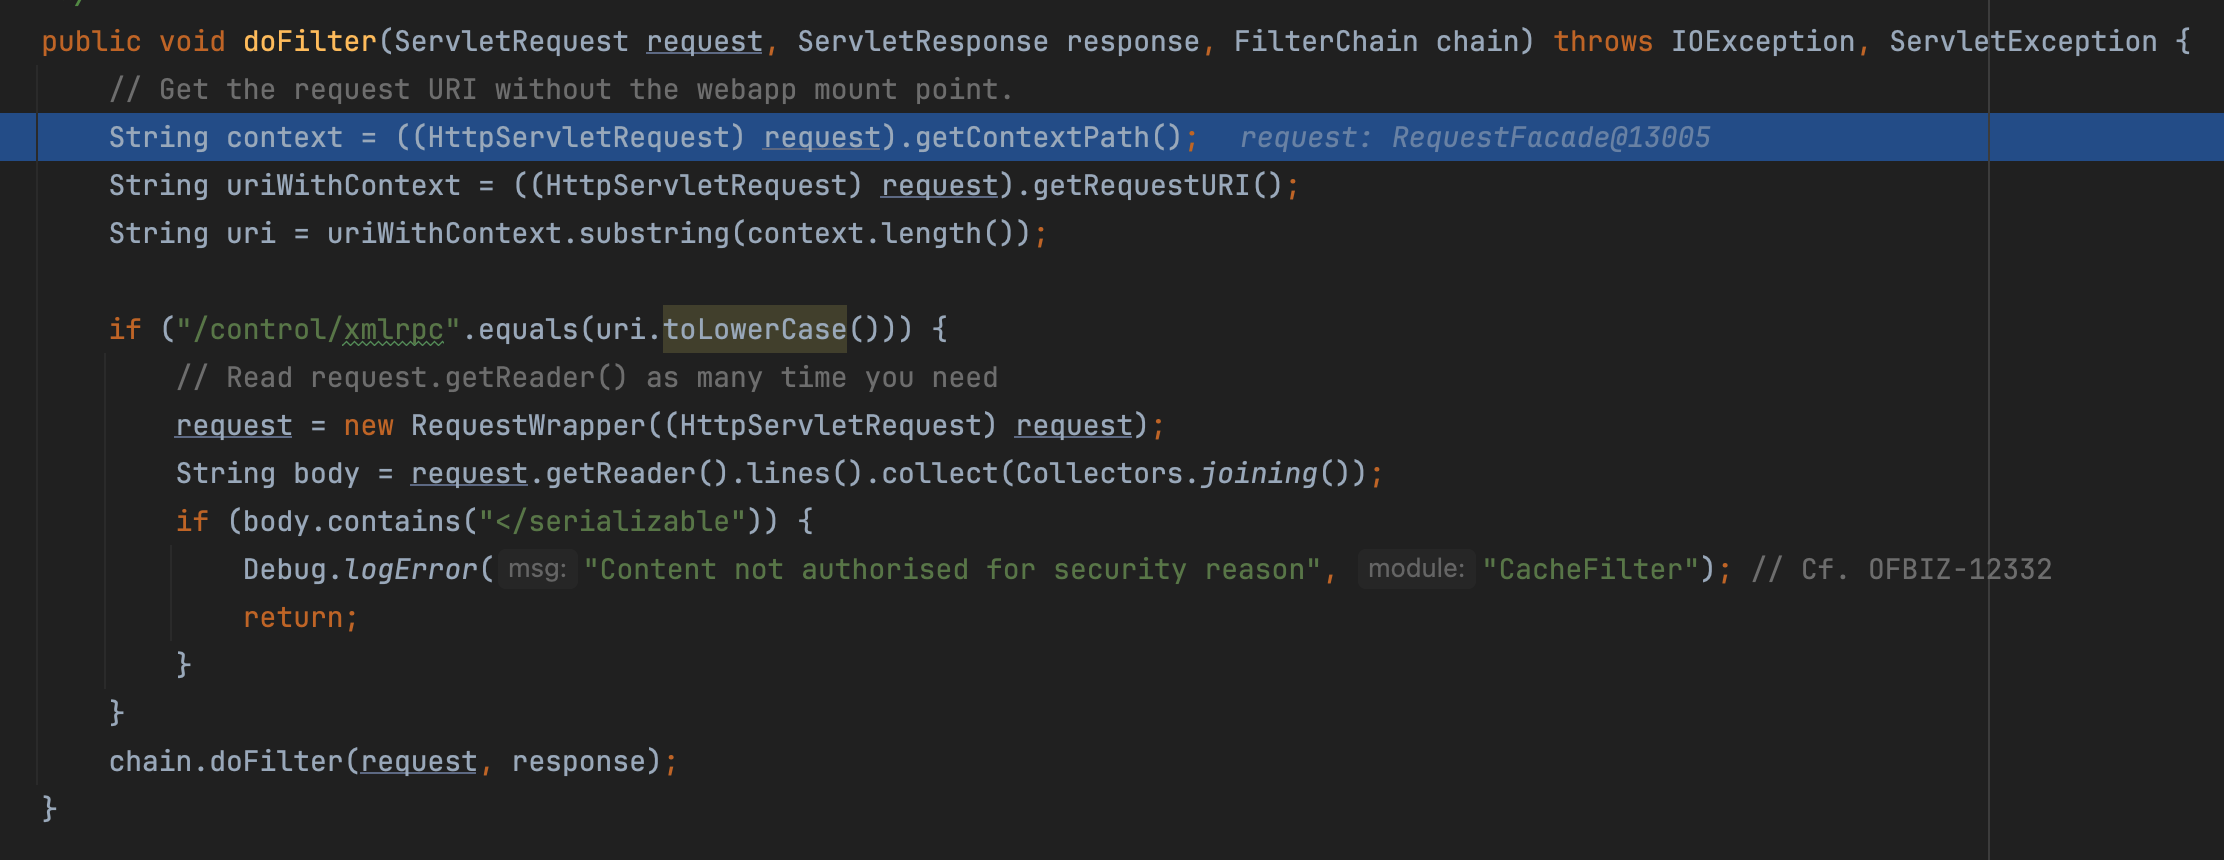 public void doFilter(ServletRequest request, ServletResponse response, FilterChain chain) throws IOException, ServletException {
// Get the request URI without the webapp mount point.
String context = ((HttpServletRequest) request).getContextPath(); request: RequestFacade@13005
String uriWithContext = ((HttpServletRequest) request).getRequestURI();
String uri = uriWithContext.substring(context.length());
if ("/control/xmlrpc".equals(uri.toLowerCase())) {
// Read request.getReader() as many time you need
request = new RequestWrapper((HttpServletRequest) request);
String body = request.getReader().lines().collect(Collectors.joining());
if (body.contains("</serializable")) {
Debug.logError( msg: "Content not authorised for security reason", module: "CacheFilter"); // Cf. OFBIZ-12332
return;
}
}
chain.doFilter(request, response);
}